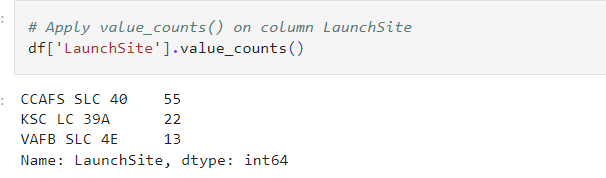 # Apply value_counts() on column LaunchSite
df['LaunchSite'].value_counts()
CCAFS SLC 40    55
KSC LC 39A      22
VAFB SLC 4E     13
Name: LaunchSite, dtype: int64